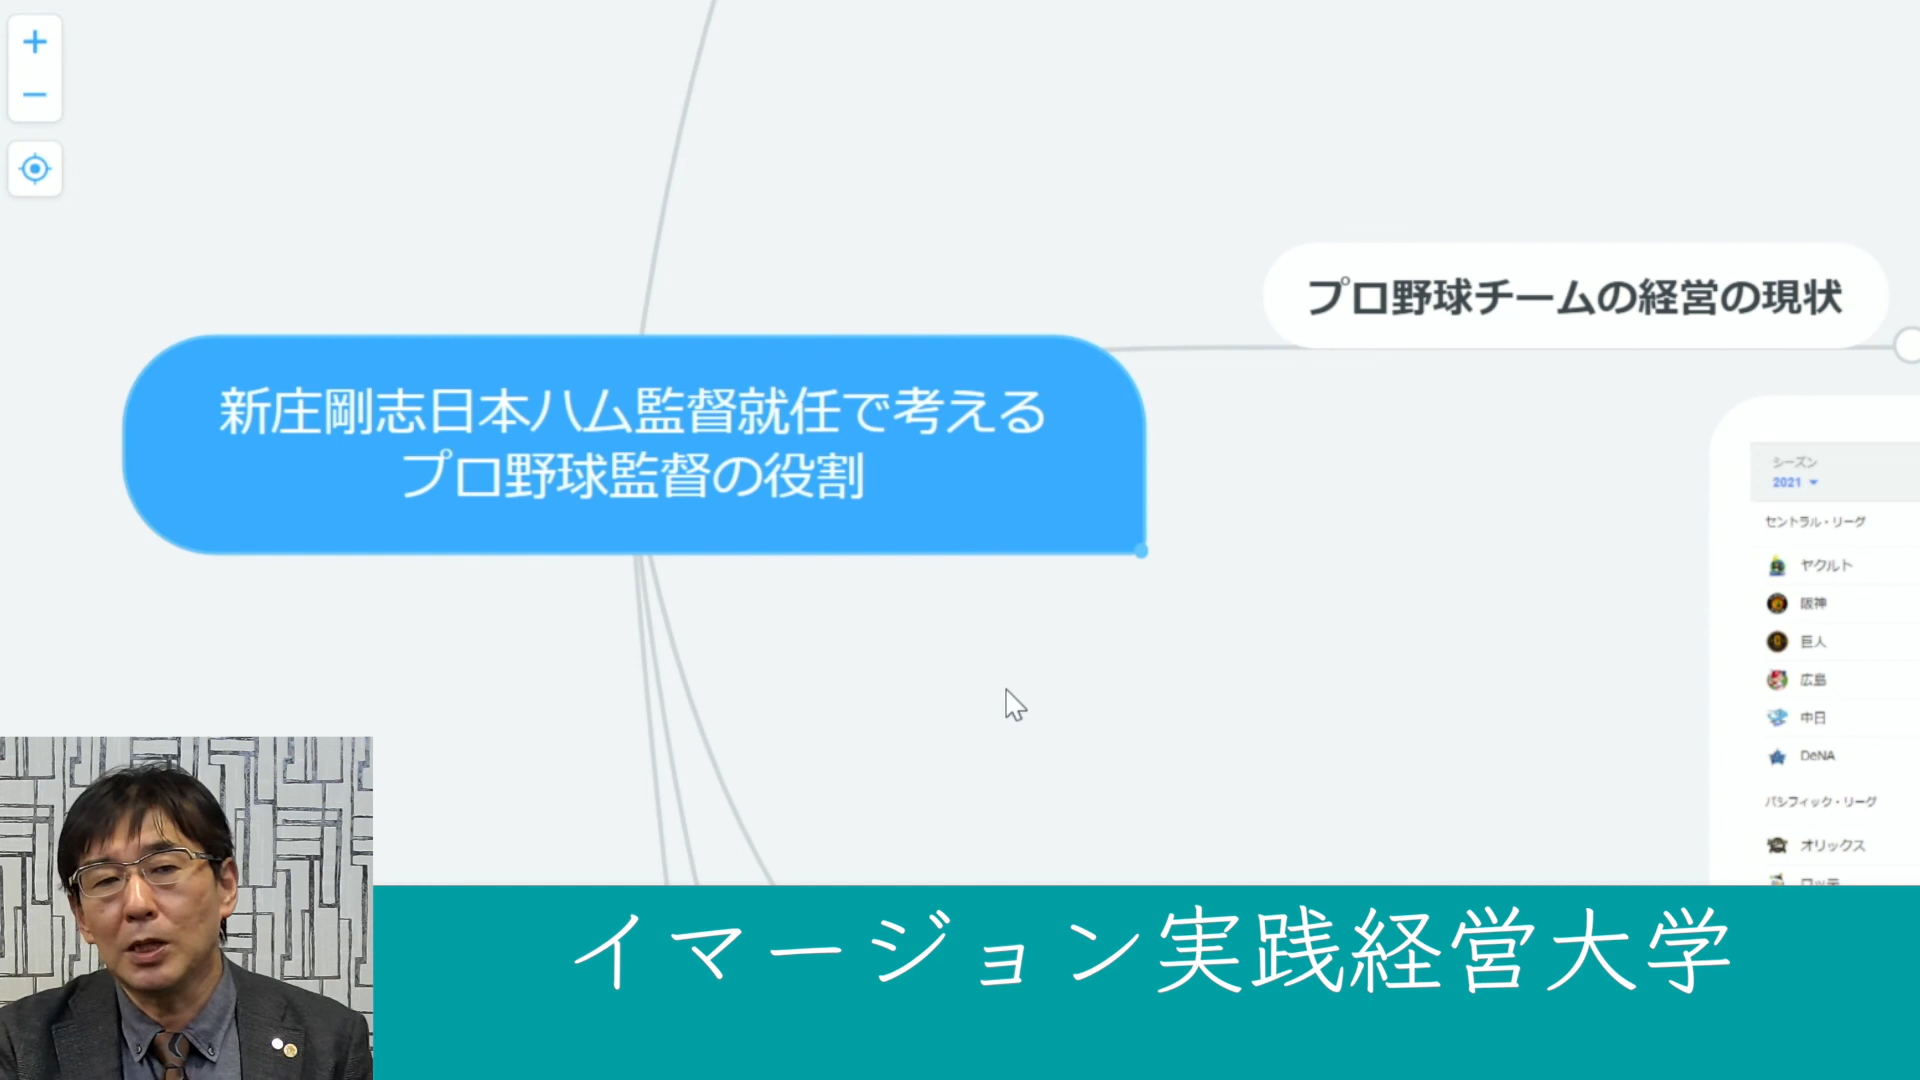 プロ野球チームの経営の現状
新庄剛志日本ハム監督就任で考える
プロ野球監督の役割
シーズン
2021
セントラル・リーグ
ヤクルト
阪神
巨人
広島
中日
DeNA
パシフィック・リーグ
オリックス
ロッテ
イマージョン実践経営大学